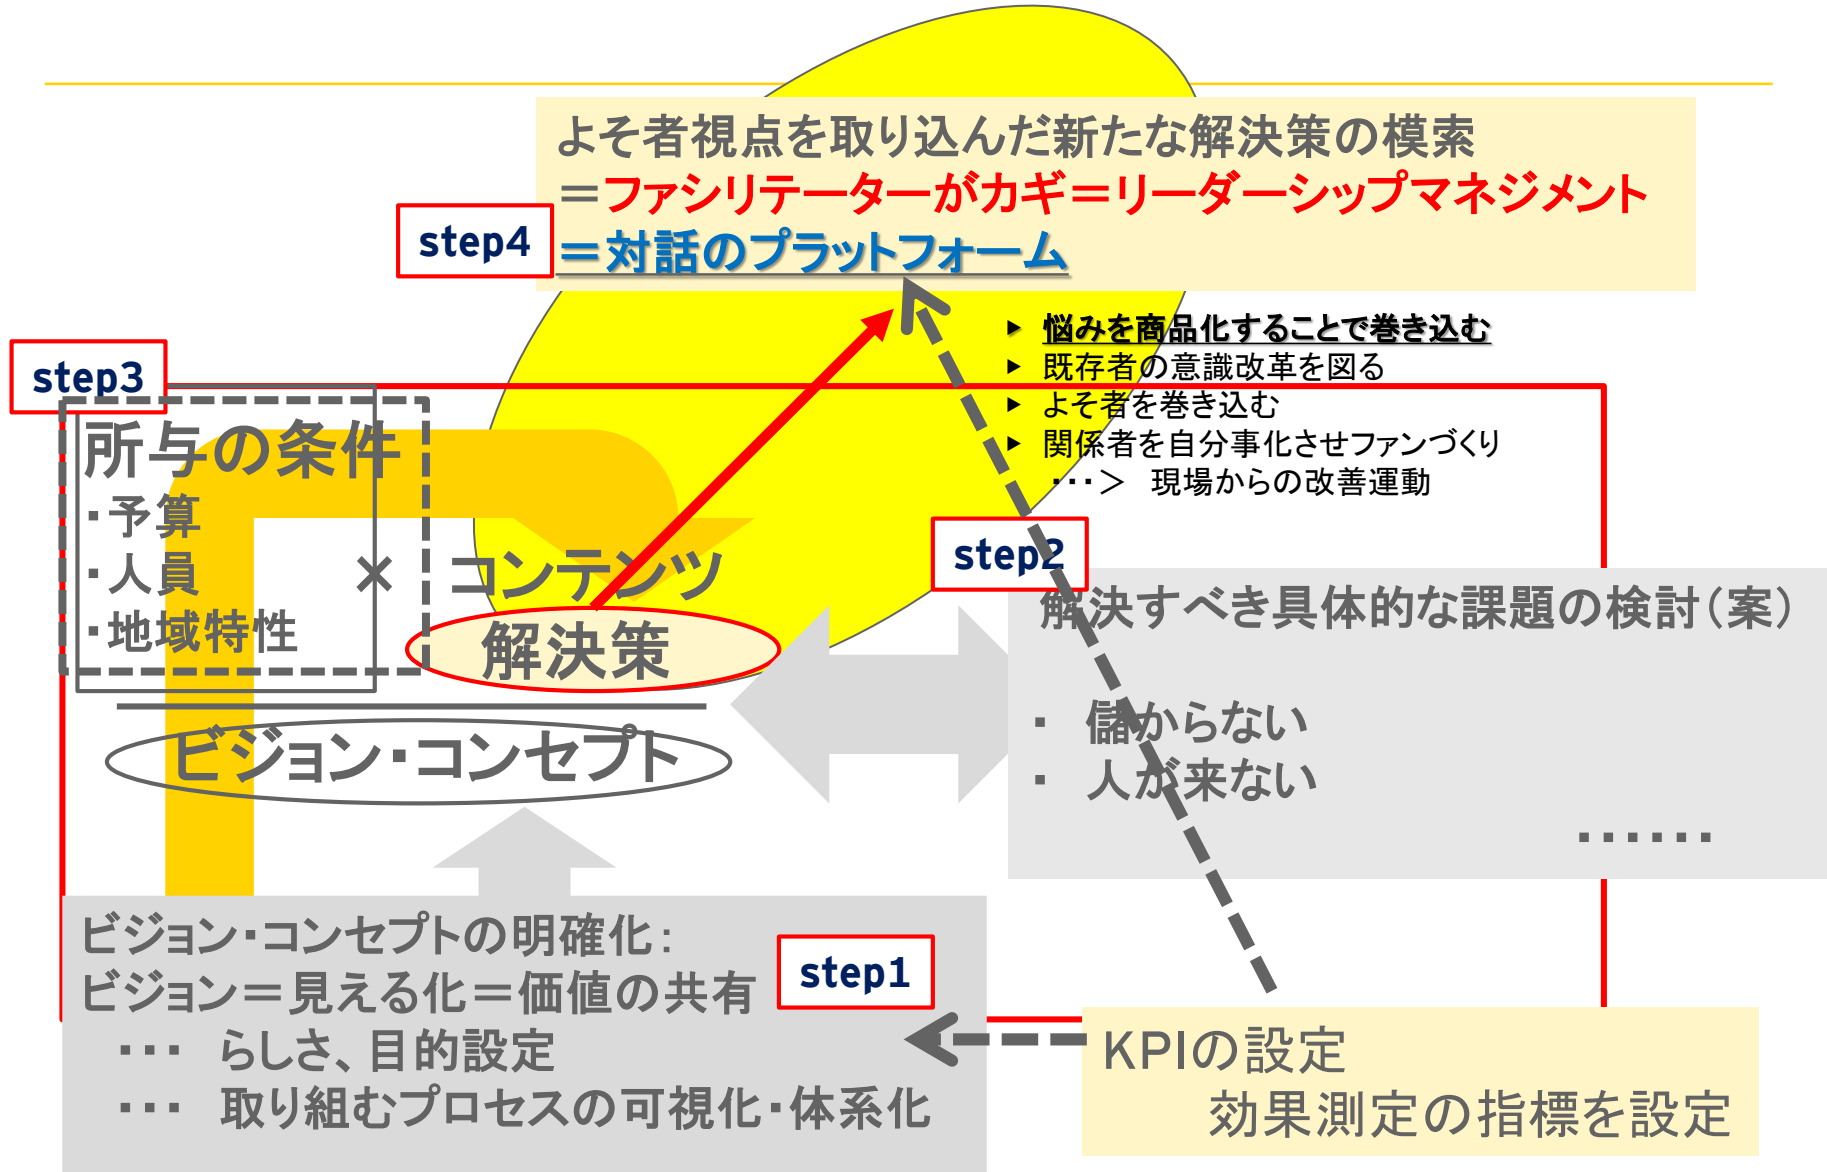 よそ者視点を取り込んだ新たな解決策の模索
＝ファシリテーターがカギ＝リーダーシップマネジメント
＝対話のプラットフォーム
step4
▶ 悩みを商品化することで巻き込む
▶ 既存者の意識改革を図る
▶ よそ者を巻き込む
▶ 関係者を自分事化させファンづくり
・・・＞　現場からの改善運動
step3
所与の条件
・予算
・人員
・地域特性
× コンテンツ
解決策
ビジョン・コンセプト
step2
解決すべき具体的な課題の検討（案）
・　儲からない
・　人が来ない
・・・・・・
ビジョン・コンセプトの明確化：
ビジョン＝見える化＝価値の共有
・・・　らしさ、目的設定
・・・　取り組むプロセスの可視化・体系化
step1
KPIの設定
効果測定の指標を設定